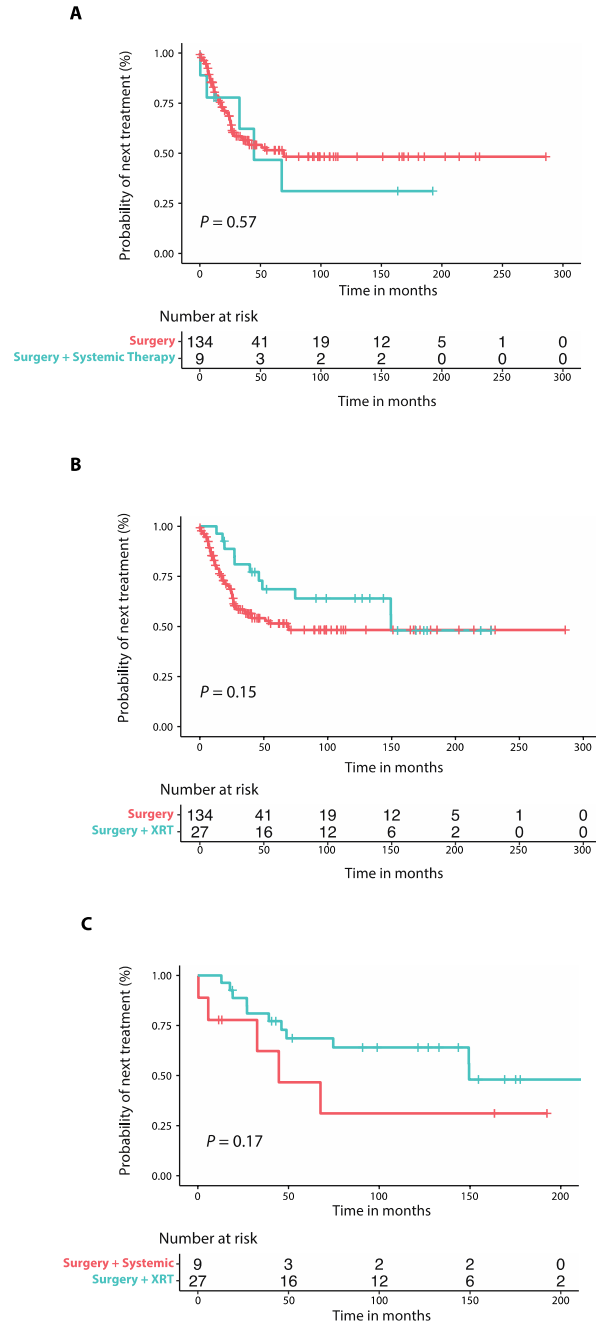 A
Probability of next treatment (%)
1.00
0.75
0.50
0.25
0.00
P = 0.57
0 50 100 150 200 250 300
Time in months
Number at risk
Surgery 134 41 19 12 5 1 0
Surgery + Systemic Therapy 9 3 2 2 0 0 0
0 50 100 150 200 250 300
Time in months
B
Probability of next treatment (%)
1.00
0.75
0.50
0.25
0.00
P = 0.15
0 50 100 150 200 250 300
Time in months
Number at risk
Surgery 134 41 19 12 5 1 0
Surgery + XRT 27 16 12 6 2 0 0
0 50 100 150 200 250 300
Time in months
C
Probability of next treatment (%)
1.00
0.75
0.50
0.25
0.00
P = 0.17
0 50 100 150 200
Time in months
Number at risk
Surgery + Systemic 9 3 2 2 0
Surgery + XRT 27 16 12 6 2
0 50 100 150 200
Time in months